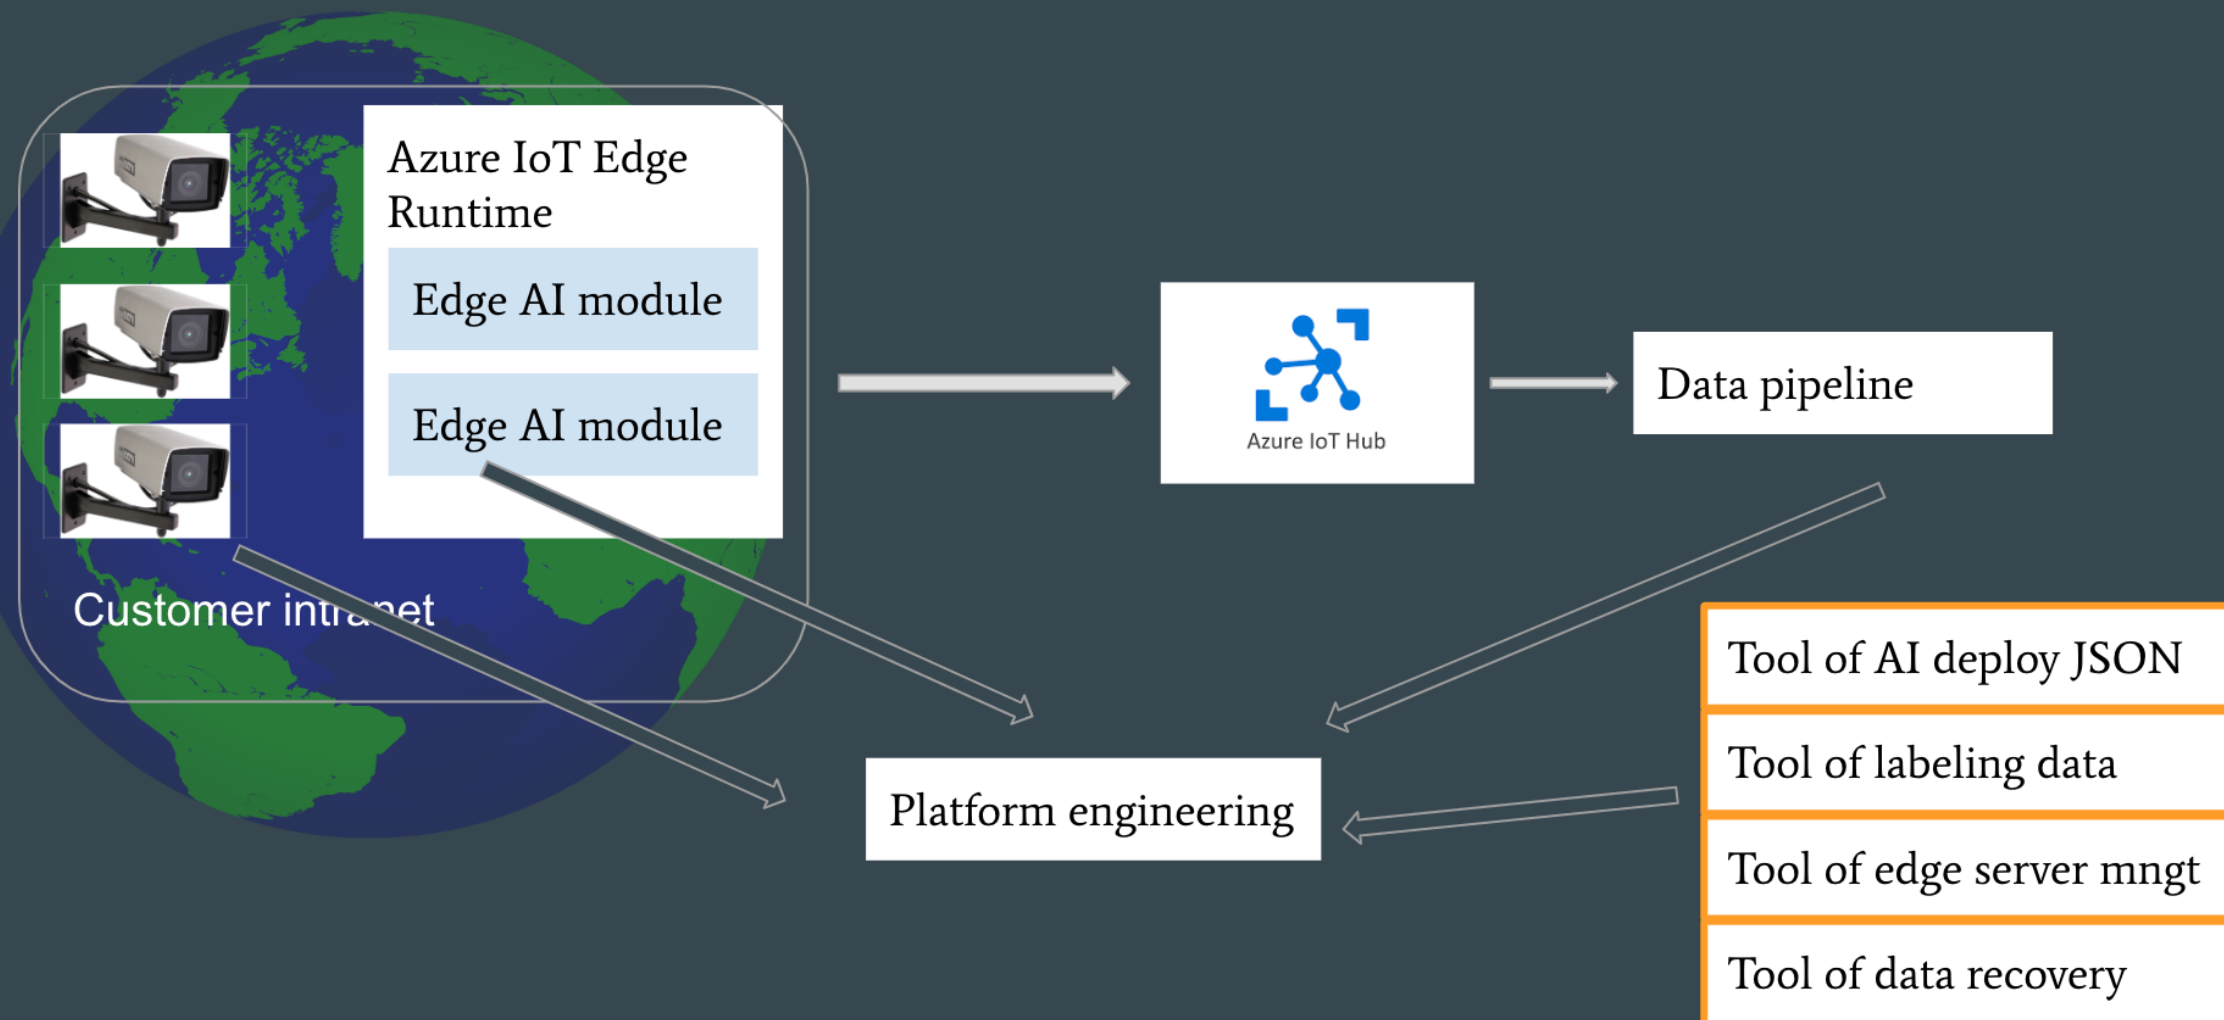 Azure IoT Edge
Runtime
Edge AI module
Edge AI module
Customer intranet
Azure IoT Hub
Data pipeline
Platform engineering
Tool of AI deploy JSON
Tool of labeling data
Tool of edge server mngt
Tool of data recovery